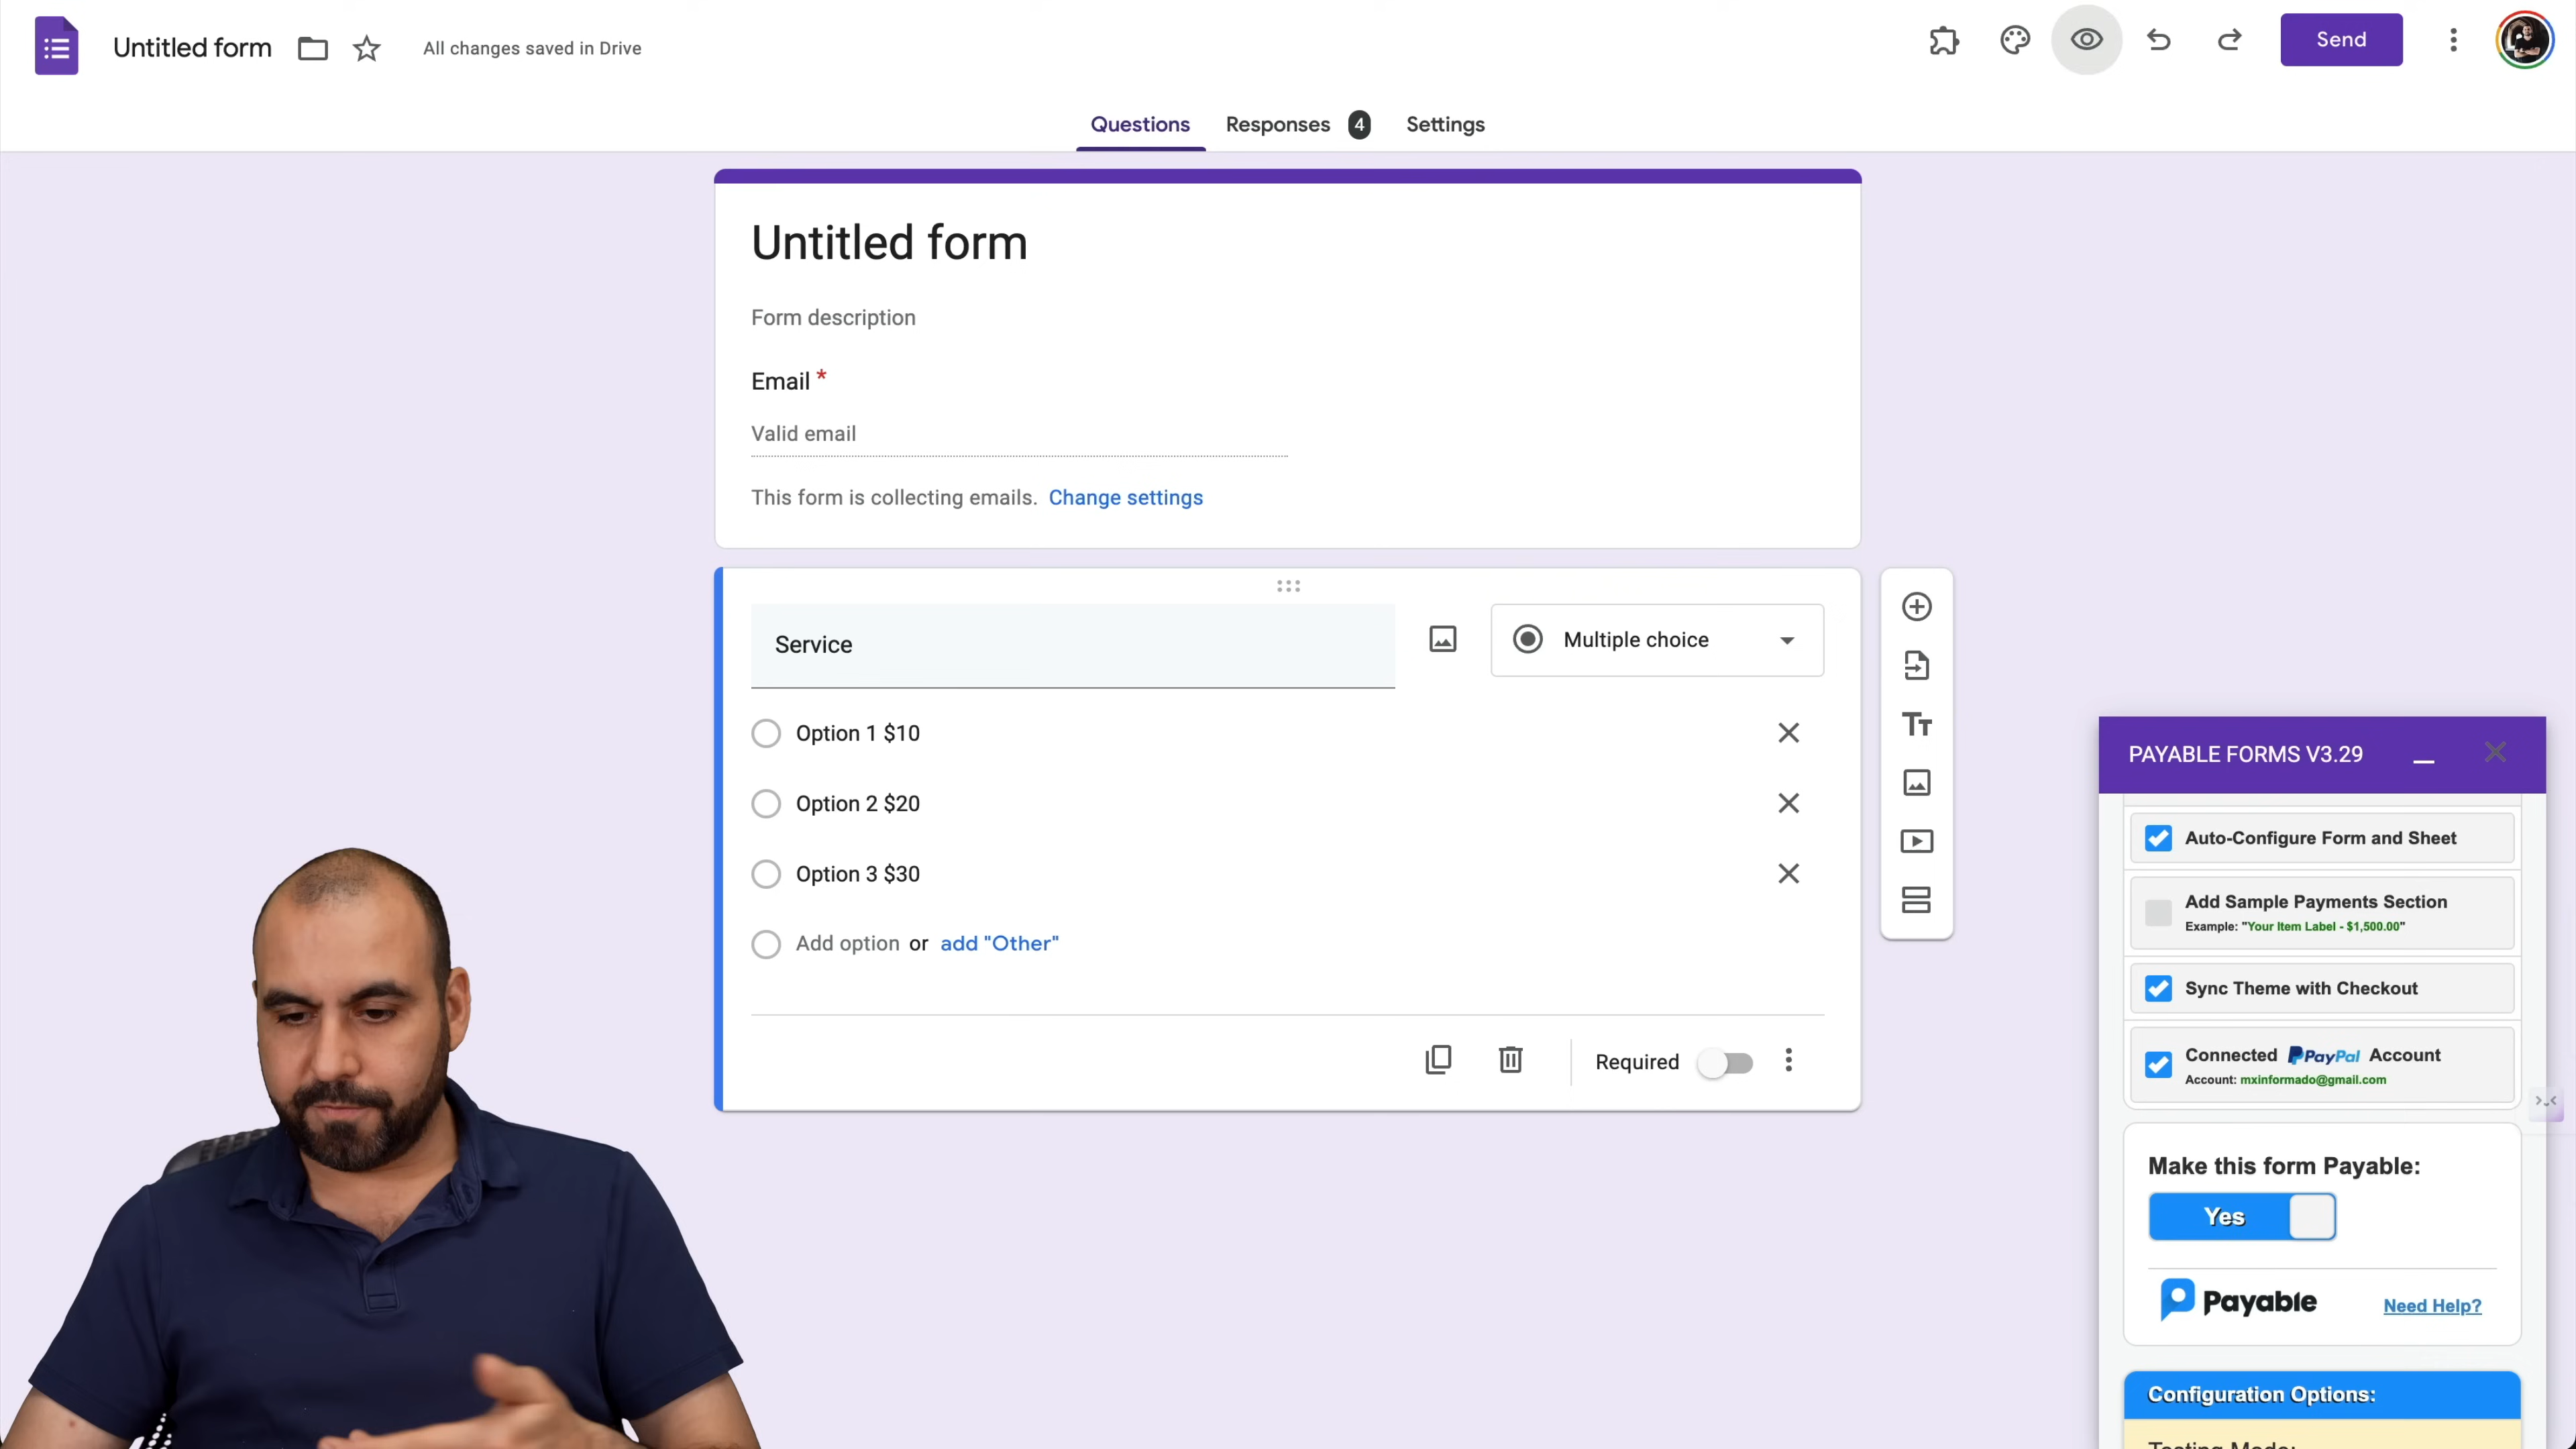 Untitled form
All changes saved in Drive
Send
Questions
Responses 4
Settings
Untitled form
Form description
Email *
Valid email
This form is collecting emails. Change settings
Service
Multiple choice
Option 1 $10
Option 2 $20
Option 3 $30
Add option or add "Other"
Required
PAYABLE FORMS V3.29
Auto-Configure Form and Sheet
Add Sample Payments Section
Example: "Your Item Label - $1,500.00"
Sync Theme with Checkout
Connected PayPal Account
Account: mxinformado@gmail.com
Make this form Payable:
Yes
Payable
Need Help?
Configuration Options:
Testing Mode: